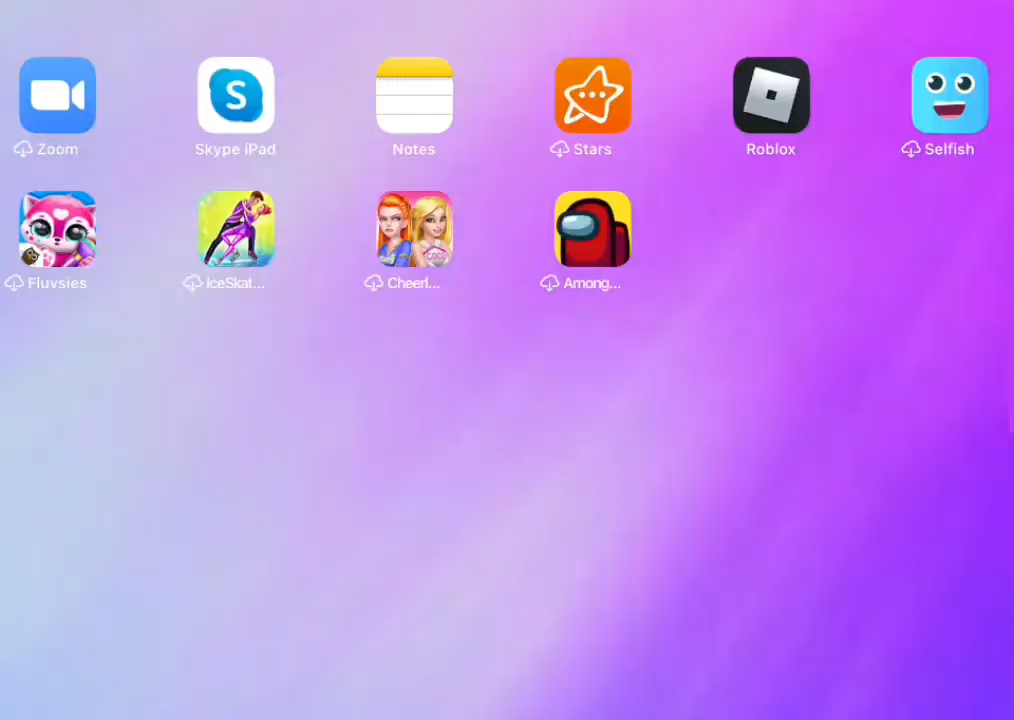 Zoom
Skype iPad
Notes
Stars
Roblox
Selfish
Fluvsies
IceSkat...
Cheerl...
Among...